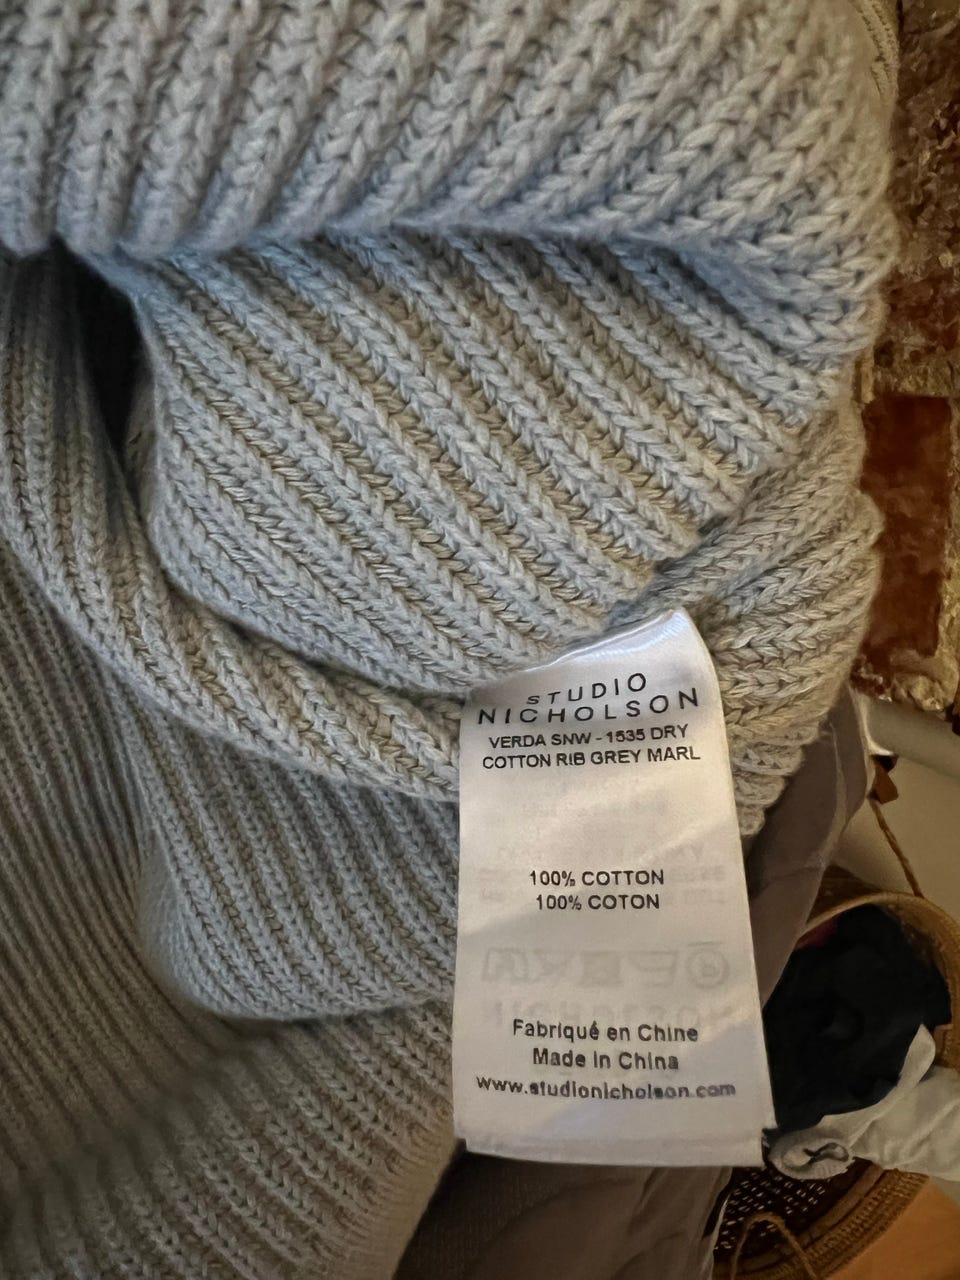 STUDIO
NICHOLSON
VERDA SNW - 1535 DRY
COTTON RIB GREY MARL
100% COTTON
100% COTON
Fabriqué en Chine
Made in China
www.studionicholson.com